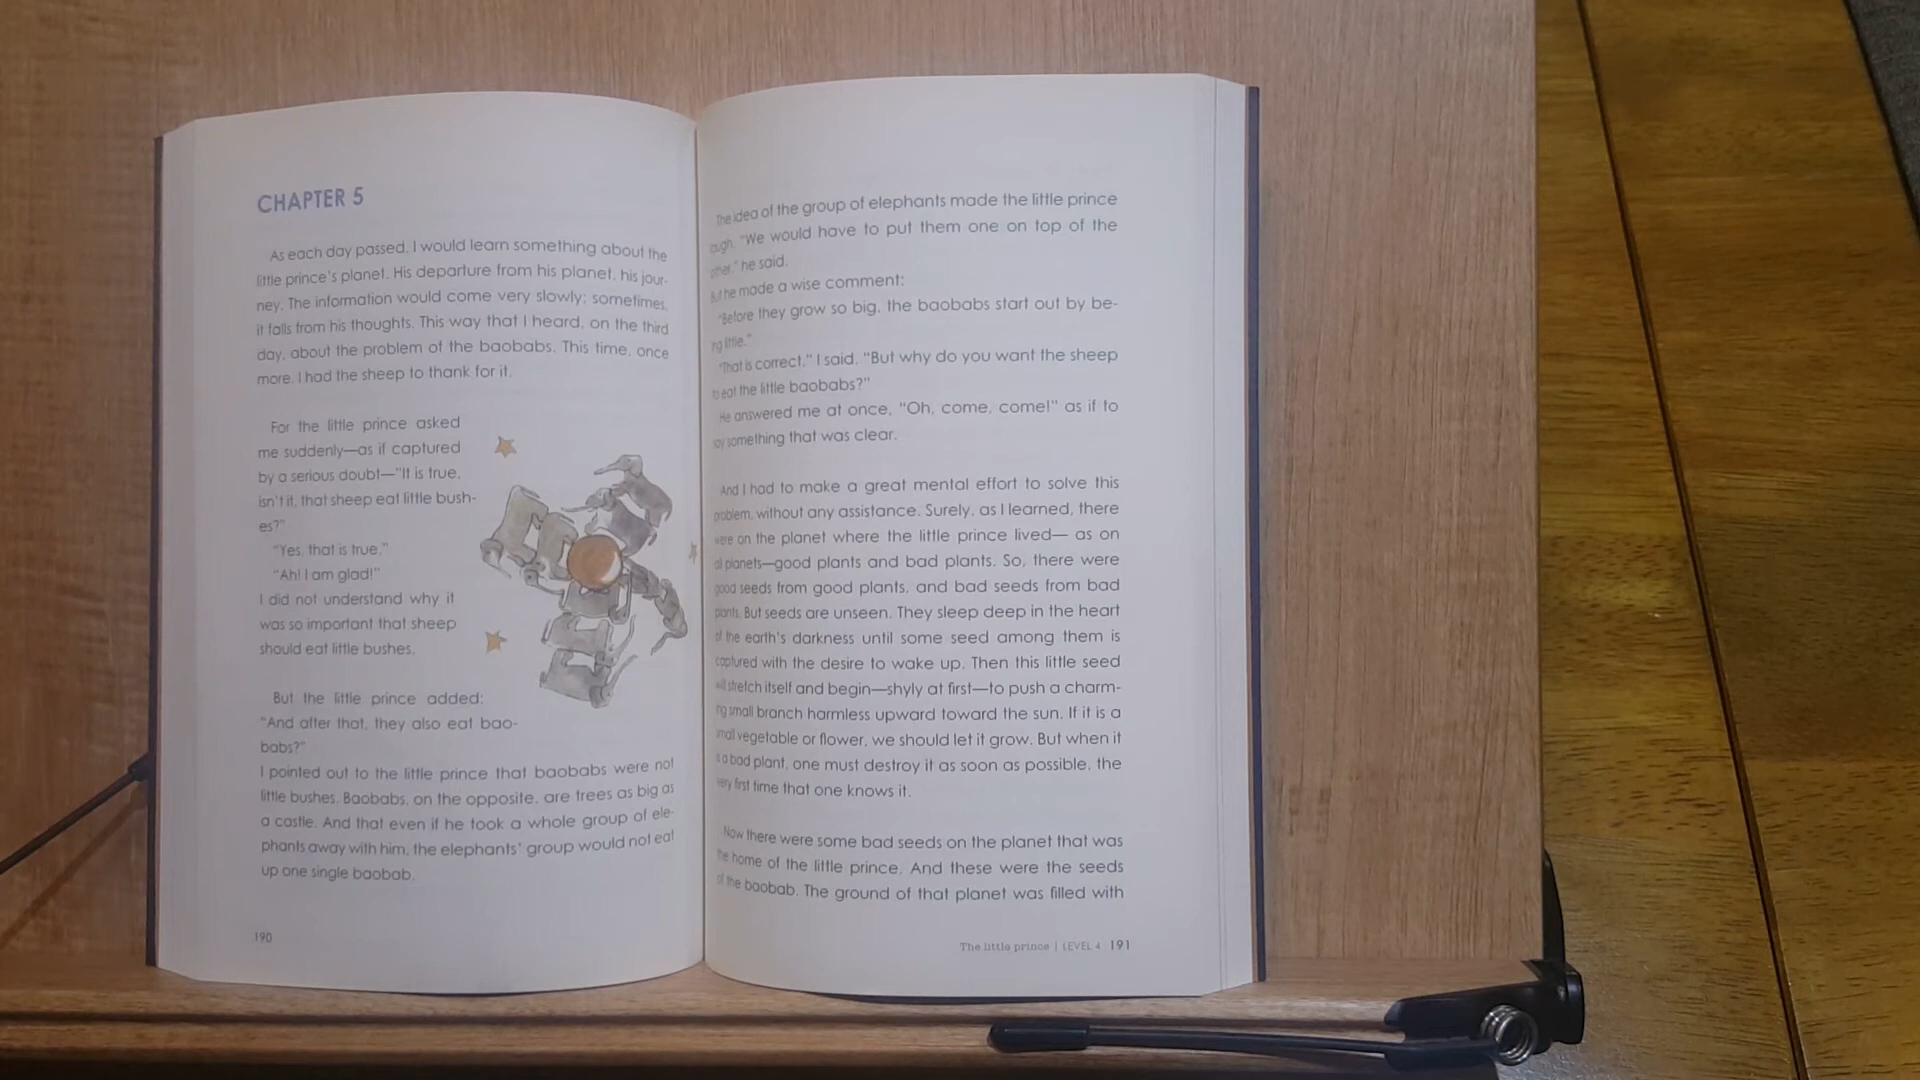 CHAPTER 5
As each day passed, I would learn something about the
little prince's planet. His departure from his planet, his jour-
ney. The information would come very slowly; sometimes,
it falls from his thoughts. This way that I heard, on the third
day, about the problem of the baobabs. This time, once
more, I had the sheep to thank for it.
For the little prince asked
me suddenly—as if captured
by a serious doubt—"It is true,
isn't it, that sheep eat little bush-
es?"
"Yes, that is true."
"Ah! I am glad!"
I did not understand why it
was so important that sheep
should eat little bushes.
But the little prince added:
"And after that, they also eat bao-
babs?"
I pointed out to the little prince that baobabs were not
little bushes. Baobabs, on the opposite, are trees as big as
a castle. And that even if he took a whole group of ele-
phants away with him, the elephants' group would not eat
up one single baobab.
190
The idea of the group of elephants made the little prince
laugh. "We would have to put them one on top of the
other," he said.
But he made a wise comment:
"Before they grow so big, the baobabs start out by be-
ing little."
"That is correct," I said. "But why do you want the sheep
to eat the little baobabs?"
He answered me at once, "Oh, come, come!" as if to
say something that was clear.
And I had to make a great mental effort to solve this
problem, without any assistance. Surely, as I learned, there
were on the planet where the little prince lived— as on
all planets—good plants and bad plants. So, there were
good seeds from good plants, and bad seeds from bad
plants. But seeds are unseen. They sleep deep in the heart
of the earth's darkness until some seed among them is
captured with the desire to wake up. Then this little seed
will stretch itself and begin—shyly at first—to push a charm-
ing small branch harmless upward toward the sun. If it is a
small vegetable or flower, we should let it grow. But when it
is a bad plant, one must destroy it as soon as possible, the
very first time that one knows it.
Now there were some bad seeds on the planet that was
the home of the little prince. And these were the seeds
of the baobab. The ground of that planet was filled with
The little prince | LEVEL 4 191